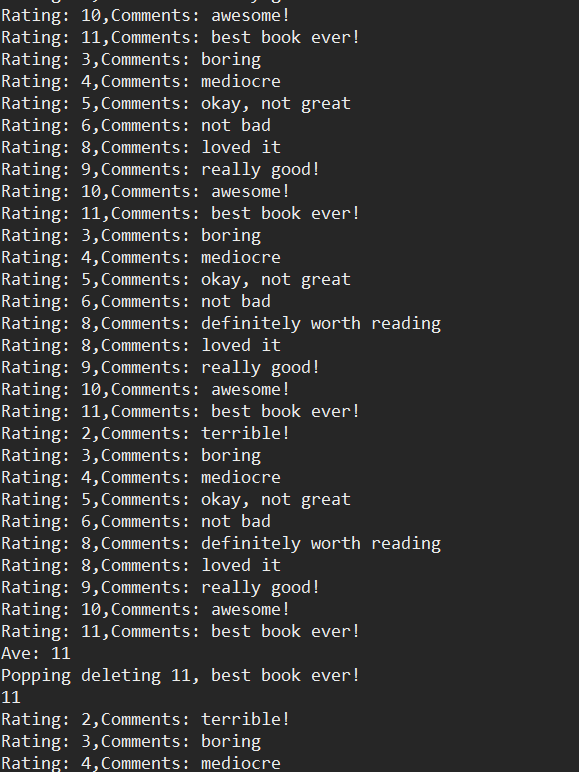 Rating: 10,Comments: awesome!
Rating: 11,Comments: best book ever!
Rating: 3,Comments: boring
Rating: 4,Comments: mediocre
Rating: 5,Comments: okay, not great
Rating: 6,Comments: not bad
Rating: 8,Comments: loved it
Rating: 9,Comments: really good!
Rating: 10,Comments: awesome!
Rating: 11,Comments: best book ever!
Rating: 3,Comments: boring
Rating: 4,Comments: mediocre
Rating: 5,Comments: okay, not great
Rating: 6,Comments: not bad
Rating: 8,Comments: definitely worth reading
Rating: 8,Comments: loved it
Rating: 9,Comments: really good!
Rating: 10,Comments: awesome!
Rating: 11,Comments: best book ever!
Rating: 2,Comments: terrible!
Rating: 3,Comments: boring
Rating: 4,Comments: mediocre
Rating: 5,Comments: okay, not great
Rating: 6,Comments: not bad
Rating: 8,Comments: definitely worth reading
Rating: 8,Comments: loved it
Rating: 9,Comments: really good!
Rating: 10,Comments: awesome!
Rating: 11,Comments: best book ever!
Ave: 11
Popping deleting 11, best book ever!
11
Rating: 2,Comments: terrible!
Rating: 3,Comments: boring
Rating: 4,Comments: mediocre